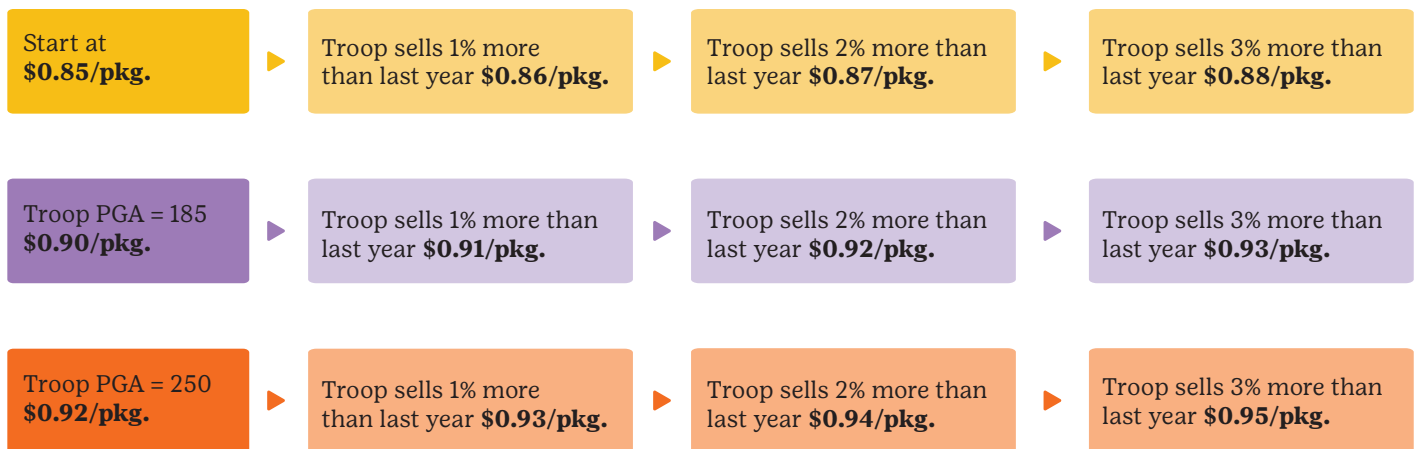 Start at
$0.85/pkg.
Troop sells 1% more
than last year $0.86/pkg.
Troop sells 2% more than
last year $0.87/pkg.
Troop sells 3% more than
last year $0.88/pkg.
Troop PGA = 185
$0.90/pkg.
Troop sells 1% more than
last year $0.91/pkg.
Troop sells 2% more than
last year $0.92/pkg.
Troop sells 3% more than
last year $0.93/pkg.
Troop PGA = 250
$0.92/pkg.
Troop sells 1% more
than last year $0.93/pkg.
Troop sells 2% more than
last year $0.94/pkg.
Troop sells 3% more than
last year $0.95/pkg.